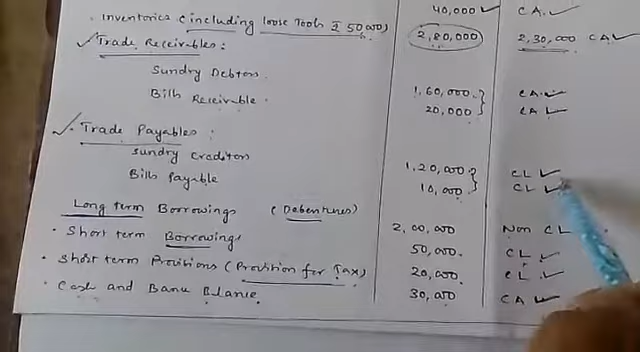 40,000 ✓ C A. ✓
. Inventories (including loose Tools ₹ 50,000) 2,80,000 2,30,000 CA ✓
✓ Trade Receivables :
Sundry Debtors.
Bills Receivable. 1,60,000. CA. ✓
20,000 CA ✓
✓. Trade Payables :
Sundry Creditors 1,20,000 CL ✓
Bills Payable 10,000 CL ✓
Long term Borrowings (Debentures) 2,00,000 Non CL
. Short term Borrowings 50,000 CL. ✓
. Short term Provisions (Provision for Tax) 20,000 CL. ✓
. Cash and Bank Balance 30,000 CA ✓